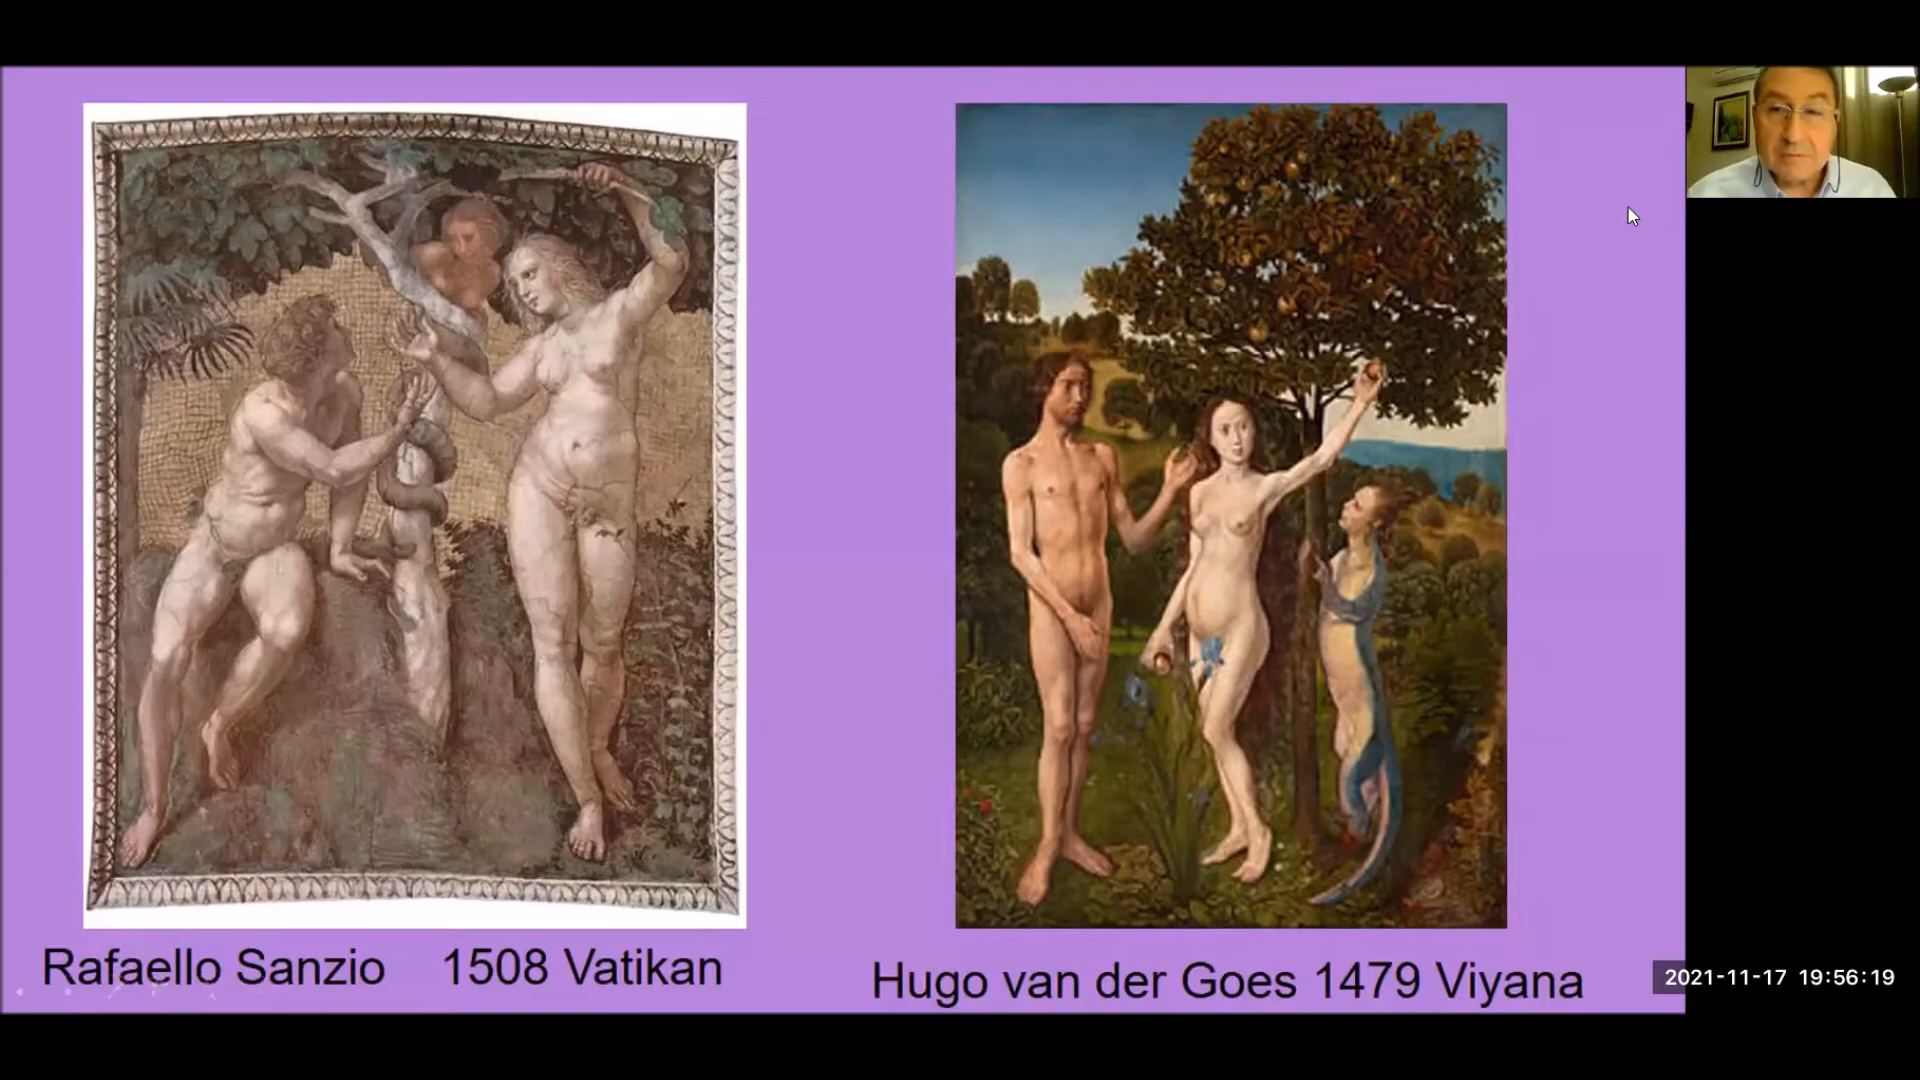 Rafaello Sanzio 1508 Vatikan
Hugo van der Goes 1479 Viyana
2021-11-17 19:56:19